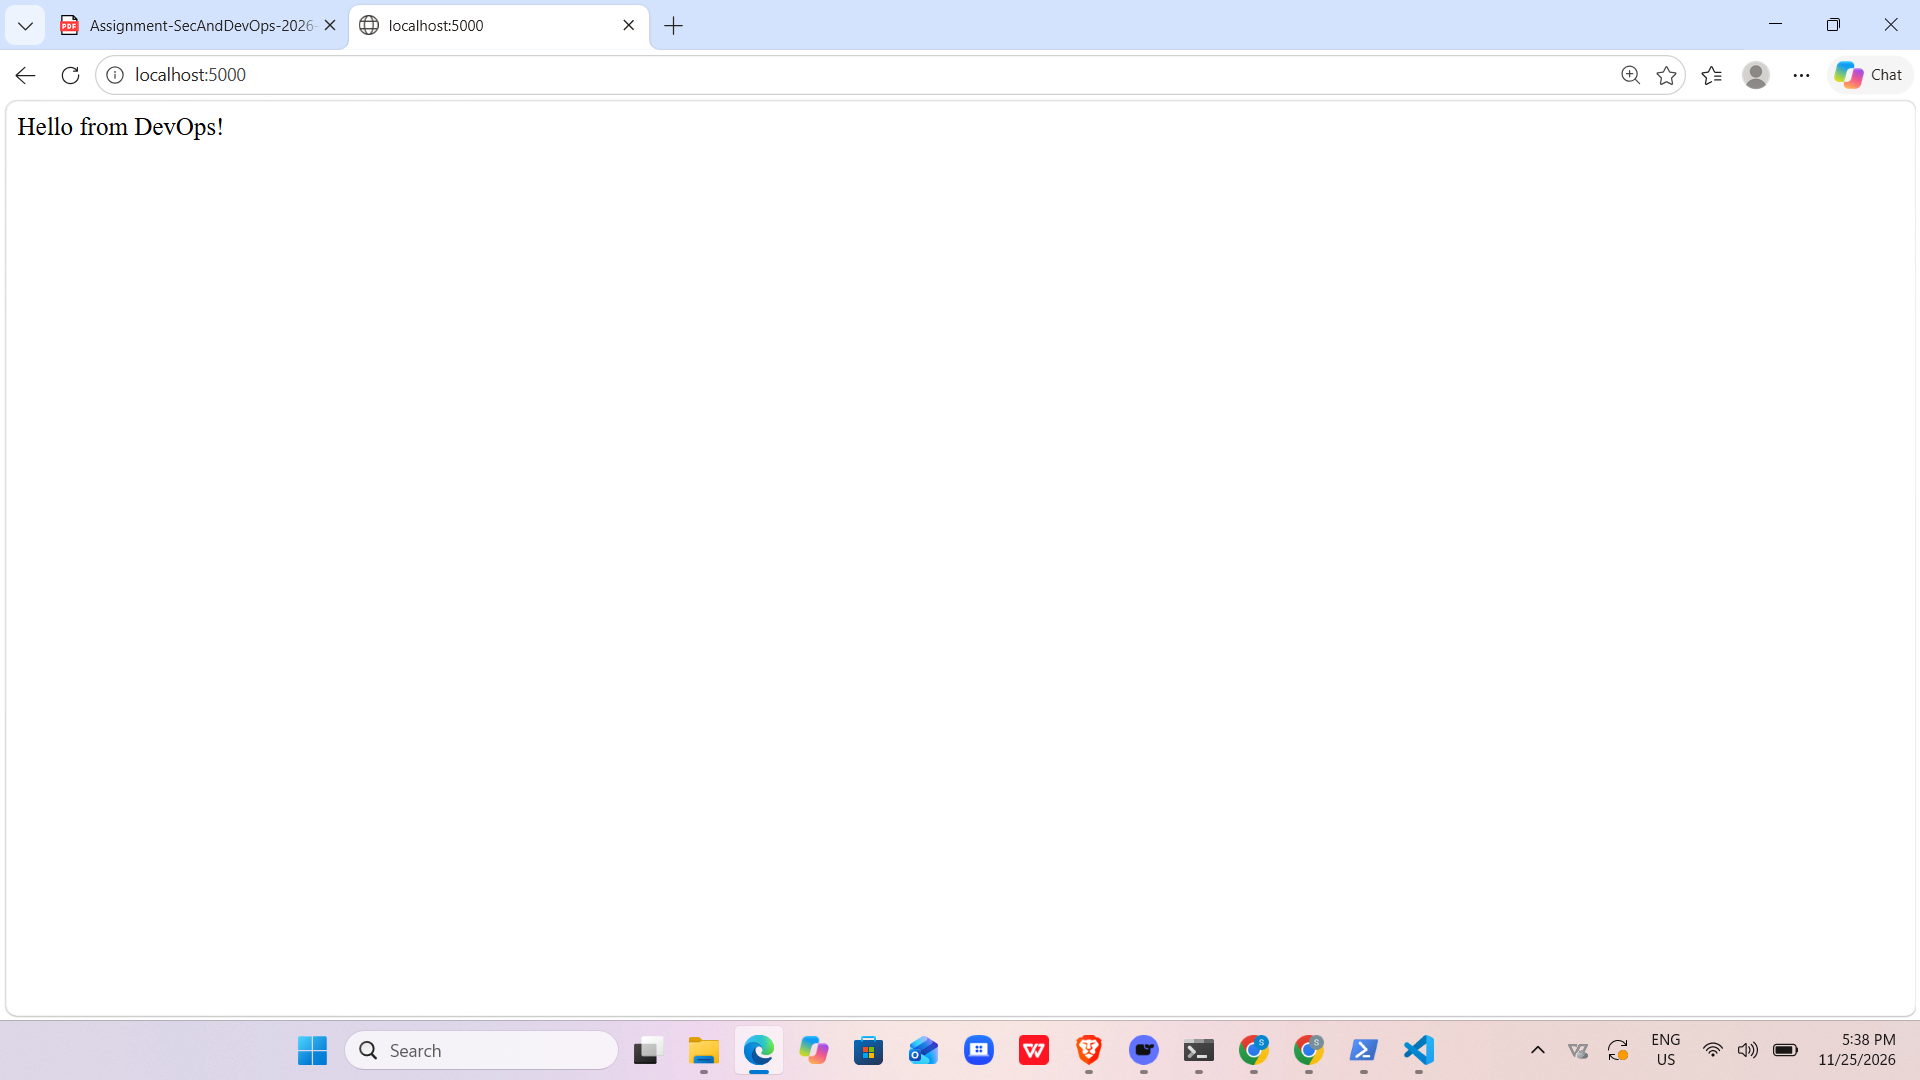 Assignment-SecAndDevOps-2026-
localhost:5000
localhost:5000
Chat
Hello from DevOps!
Search
ENG
US
5:38 PM
11/25/2026